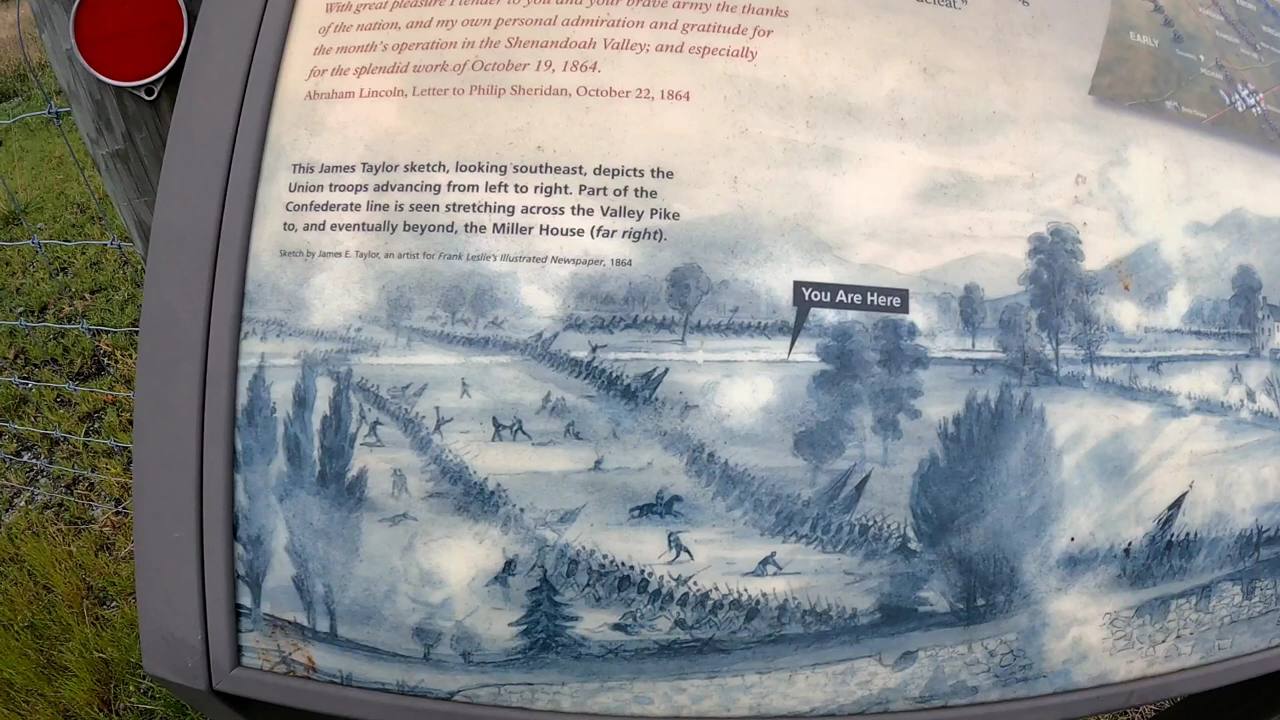 With great pleasure I tender to you and your brave army the thanks
of the nation, and my own personal admiration and gratitude for
the month's operation in the Shenandoah Valley; and especially
for the splendid work of October 19, 1864.
Abraham Lincoln, Letter to Philip Sheridan, October 22, 1864
defeat."
EARLY
This James Taylor sketch, looking southeast, depicts the
Union troops advancing from left to right. Part of the
Confederate line is seen stretching across the Valley Pike
to, and eventually beyond, the Miller House (far right).
Sketch by James E. Taylor, an artist for Frank Leslie's Illustrated Newspaper, 1864
You Are Here